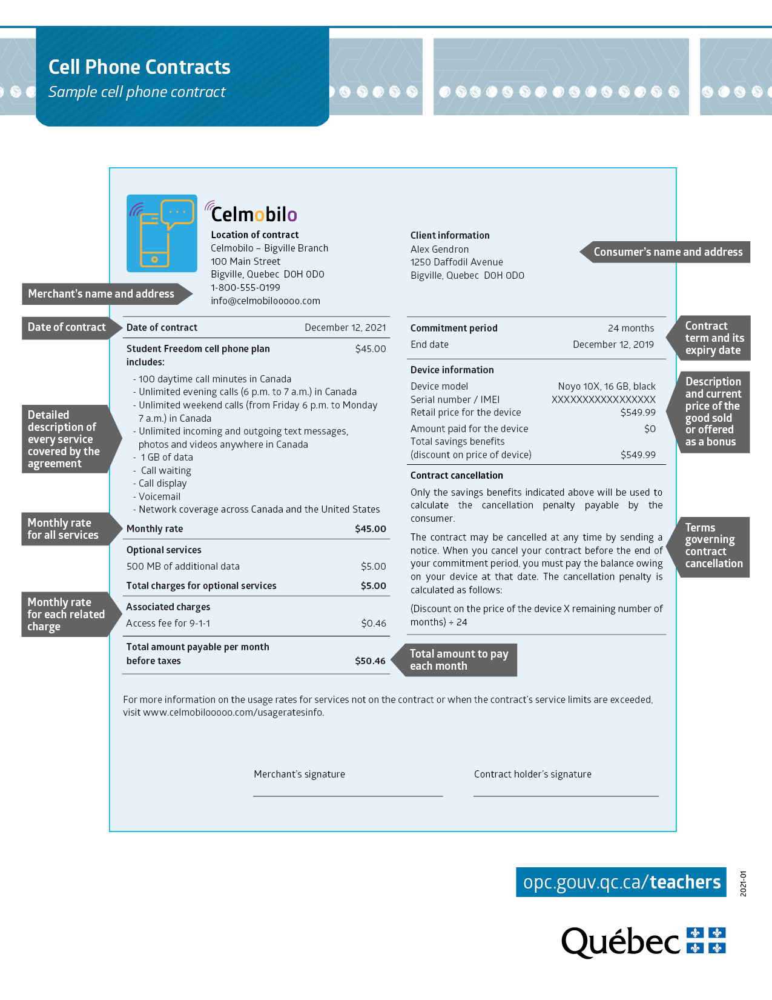 Cell Phone Contracts
Sample cell phone contract
Celmobilo
Location of contract
Celmobilo – Bigville Branch
100 Main Street
Bigville, Quebec  D0H 0D0
1-800-555-0199
info@celmobilooooo.com
Client information
Alex Gendron
1250 Daffodil Avenue
Bigville, Quebec  D0H 0D0
Consumer's name and address
Merchant's name and address
Date of contract
Date of contract December 12, 2021
Student Freedom cell phone plan $45.00
includes:
- 100 daytime call minutes in Canada
- Unlimited evening calls (6 p.m. to 7 a.m.) in Canada
- Unlimited weekend calls (from Friday 6 p.m. to Monday
7 a.m.) in Canada
- Unlimited incoming and outgoing text messages,
photos and videos anywhere in Canada
- 1 GB of data
- Call waiting
- Call display
- Voicemail
- Network coverage across Canada and the United States
Detailed
description of
every service
covered by the
agreement
Monthly rate
for all services
Monthly rate $45.00
Optional services
500 MB of additional data $5.00
Total charges for optional services $5.00
Monthly rate
for each related
charge
Associated charges
Access fee for 9-1-1 $0.46
Total amount payable per month
before taxes $50.46
Total amount to pay
each month
Commitment period 24 months
End date December 12, 2019
Contract
term and its
expiry date
Device information
Device model Noyo 10X, 16 GB, black
Serial number / IMEI XXXXXXXXXXXXXXXXX
Retail price for the device $549.99
Amount paid for the device $0
Total savings benefits
(discount on price of device) $549.99
Description
and current
price of the
good sold
or offered
as a bonus
Contract cancellation
Only the savings benefits indicated above will be used to
calculate the cancellation penalty payable by the
consumer.
The contract may be cancelled at any time by sending a
notice. When you cancel your contract before the end of
your commitment period, you must pay the balance owing
on your device at that date. The cancellation penalty is
calculated as follows:
(Discount on the price of the device X remaining number of
months) ÷ 24
Terms
governing
contract
cancellation
For more information on the usage rates for services not on the contract or when the contract's service limits are exceeded,
visit www.celmobilooooo.com/usageratesinfo.
Merchant's signature
Contract holder's signature
opc.gouv.qc.ca/teachers
2021-01
Québec